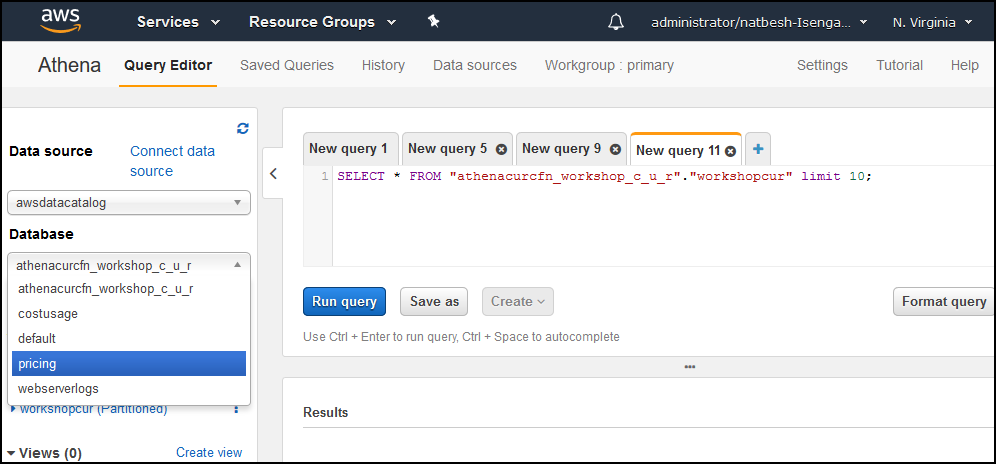 aws
Services
Resource Groups
administrator/natbesh-Isenga...
N. Virginia
Athena
Query Editor
Saved Queries
History
Data sources
Workgroup : primary
Settings
Tutorial
Help
Data source
Connect data
source
awsdatacatalog
Database
athenacurcfn_workshop_c_u_r
athenacurcfn_workshop_c_u_r
costusage
default
pricing
webserverlogs
workshopcur (Partitioned)
Views (0)
Create view
New query 1
New query 5
New query 9
New query 11
+
1 SELECT * FROM "athenacurcfn_workshop_c_u_r"."workshopcur" limit 10;
Run query
Save as
Create
Format query
Use Ctrl + Enter to run query, Ctrl + Space to autocomplete
Results